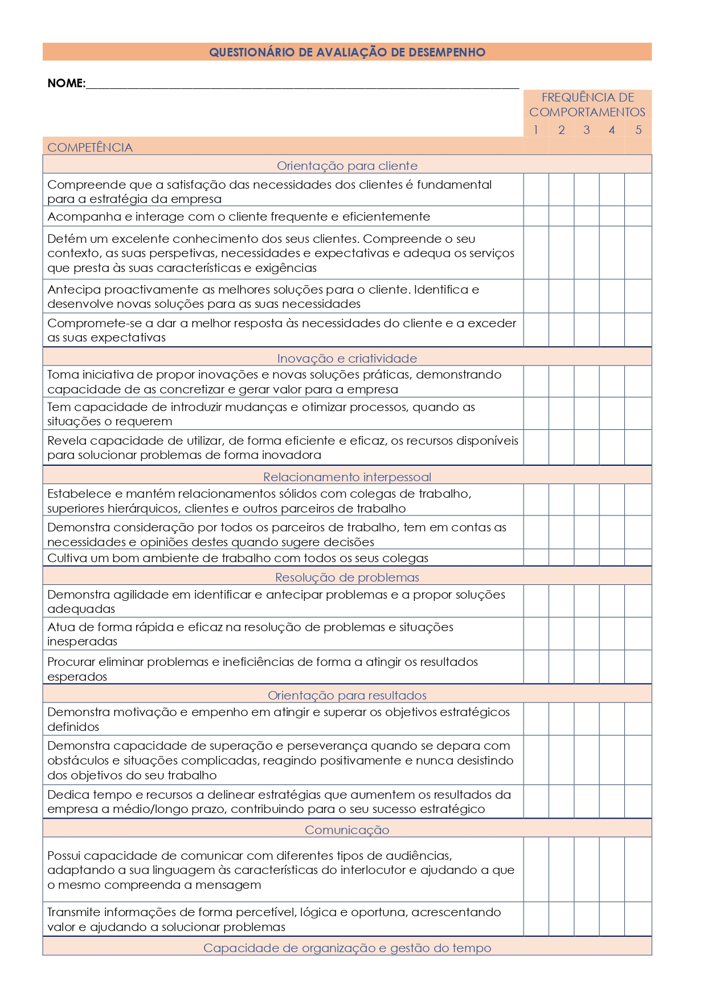 QUESTIONÁRIO DE AVALIAÇÃO DE DESEMPENHO
NOME:
FREQUÊNCIA DE
COMPORTAMENTOS
1 2 3 4 5
COMPETÊNCIA
Orientação para cliente
Compreende que a satisfação das necessidades dos clientes é fundamental
para a estratégia da empresa
Acompanha e interage com o cliente frequente e eficientemente
Detém um excelente conhecimento dos seus clientes. Compreende o seu
contexto, as suas perspetivas, necessidades e expectativas e adequa os serviços
que presta às suas características e exigências
Antecipa proactivamente as melhores soluções para o cliente. Identifica e
desenvolve novas soluções para as suas necessidades
Compromete-se a dar a melhor resposta às necessidades do cliente e a exceder
as suas expectativas
Inovação e criatividade
Toma iniciativa de propor inovações e novas soluções práticas, demonstrando
capacidade de as concretizar e gerar valor para a empresa
Tem capacidade de introduzir mudanças e otimizar processos, quando as
situações o requerem
Revela capacidade de utilizar, de forma eficiente e eficaz, os recursos disponíveis
para solucionar problemas de forma inovadora
Relacionamento interpessoal
Estabelece e mantém relacionamentos sólidos com colegas de trabalho,
superiores hierárquicos, clientes e outros parceiros de trabalho
Demonstra consideração por todos os parceiros de trabalho, tem em contas as
necessidades e opiniões destes quando sugere decisões
Cultiva um bom ambiente de trabalho com todos os seus colegas
Resolução de problemas
Demonstra agilidade em identificar e antecipar problemas e a propor soluções
adequadas
Atua de forma rápida e eficaz na resolução de problemas e situações
inesperadas
Procurar eliminar problemas e ineficiências de forma a atingir os resultados
esperados
Orientação para resultados
Demonstra motivação e empenho em atingir e superar os objetivos estratégicos
definidos
Demonstra capacidade de superação e perseverança quando se depara com
obstáculos e situações complicadas, reagindo positivamente e nunca desistindo
dos objetivos do seu trabalho
Dedica tempo e recursos a delinear estratégias que aumentem os resultados da
empresa a médio/longo prazo, contribuindo para o seu sucesso estratégico
Comunicação
Possui capacidade de comunicar com diferentes tipos de audiências,
adaptando a sua linguagem às características do interlocutor e ajudando a que
o mesmo compreenda a mensagem
Transmite informações de forma percetível, lógica e oportuna, acrescentando
valor e ajudando a solucionar problemas
Capacidade de organização e gestão do tempo